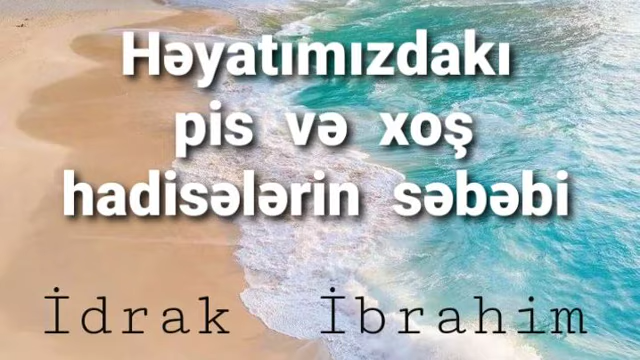 Həyatımızdakı
pis və xoş
hadisələrin səbəbi
İdrak İbrahim